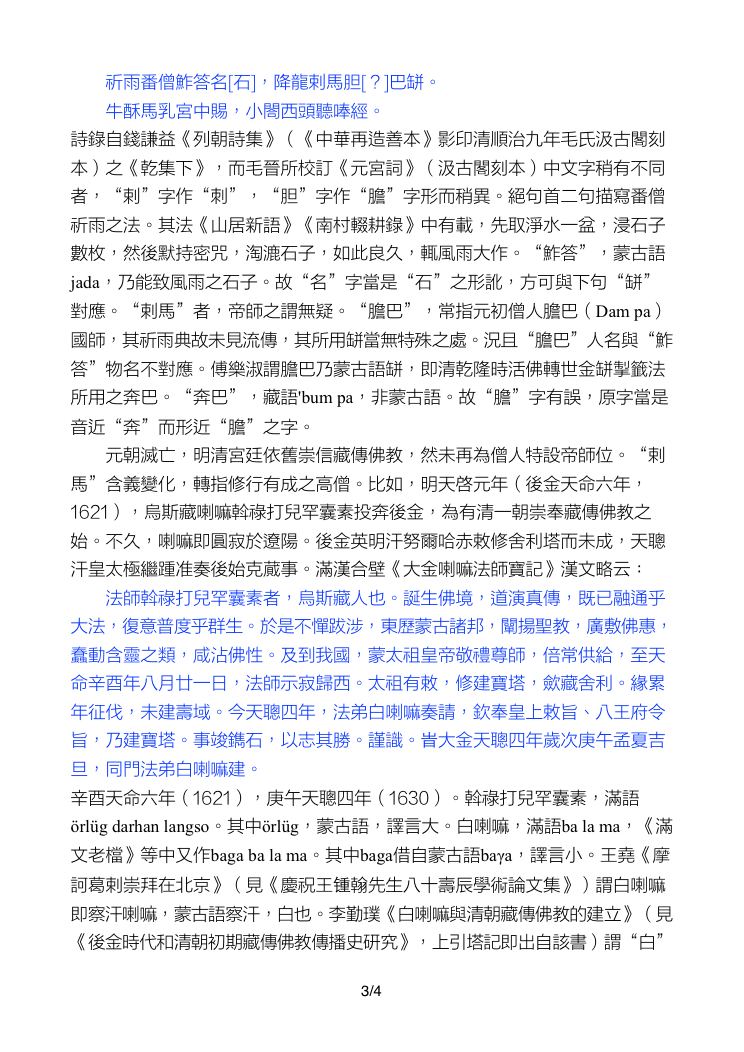 祈雨番僧鮓答名[石]，降龍剌馬胆[？]巴缾。
牛酥馬乳宮中賜，小閤西頭聽唪經。
詩錄自錢謙益《列朝詩集》（《中華再造善本》影印清順治九年毛氏汲古閣刻
本）之《乾集下》，而毛晉所校訂《元宮詞》（汲古閣刻本）中文字稍有不同
者，“剌”字作“刺”，“胆”字作“膽”字形而稍異。絕句首二句描寫番僧
祈雨之法。其法《山居新語》《南村輟耕錄》中有載，先取淨水一盆，浸石子
數枚，然後默持密咒，淘漉石子，如此良久，輒風雨大作。“鮓答”，蒙古語
jada，乃能致風雨之石子。故“名”字當是“石”之形訛，方可與下句“缾”
對應。“剌馬”者，帝師之謂無疑。“膽巴”，常指元初僧人膽巴（Dam pa）
國師，其祈雨典故未見流傳，其所用缾當無特殊之處。況且“膽巴”人名與“鮓
答”物名不對應。傅樂淑謂膽巴乃蒙古語缾，即清乾隆時活佛轉世金缾掣籤法
所用之奔巴。“奔巴”，藏語'bum pa，非蒙古語。故“膽”字有誤，原字當是
音近“奔”而形近“膽”之字。
元朝滅亡，明清宮廷依舊崇信藏傳佛教，然未再為僧人特設帝師位。“剌
馬”含義變化，轉指修行有成之高僧。比如，明天啓元年（後金天命六年，
1621），烏斯藏喇嘛斡祿打兒罕囊素投奔後金，為有清一朝崇奉藏傳佛教之
始。不久，喇嘛即圓寂於遼陽。後金英明汗努爾哈赤敕修舍利塔而未成，天聰
汗皇太極繼踵准奏後始克蕆事。滿漢合璧《大金喇嘛法師寶記》漢文略云：
法師斡祿打兒罕囊素者，烏斯藏人也。誕生佛境，道演真傳，既已融通乎
大法，復意普度乎群生。於是不憚跋涉，東歷蒙古諸邦，闡揚聖教，廣敷佛惠，
蠢動含靈之類，咸沾佛性。及到我國，蒙太祖皇帝敬禮尊師，倍常供給，至天
命辛酉年八月廿一日，法師示寂歸西。太祖有敕，修建寶塔，斂藏舍利。緣累
年征伐，未建壽域。今天聰四年，法弟白喇嘛奏請，欽奉皇上敕旨、八王府令
旨，乃建寶塔。事竣鐫石，以志其勝。謹識。旹大金天聰四年歲次庚午孟夏吉
旦，同門法弟白喇嘛建。
辛酉天命六年（1621），庚午天聰四年（1630）。斡祿打兒罕囊素，滿語
örlüg darhan langso。其中örlüg，蒙古語，譯言大。白喇嘛，滿語ba la ma，《滿
文老檔》等中又作baga ba la ma。其中baga借自蒙古語baγa，譯言小。王堯《摩
訶葛剌崇拜在北京》（見《慶祝王鍾翰先生八十壽辰學術論文集》）謂白喇嘛
即察汗喇嘛，蒙古語察汗，白也。李勤璞《白喇嘛與清朝藏傳佛教的建立》（見
《後金時代和清朝初期藏傳佛教傳播史研究》，上引塔記即出自該書）謂“白”
3/4